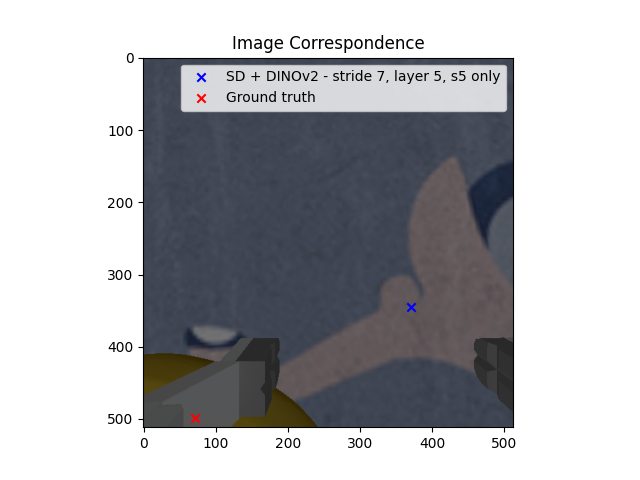 Image Correspondence
SD + DINOv2 - stride 7, layer 5, s5 only
Ground truth
0
100
200
300
400
500
0 100 200 300 400 500